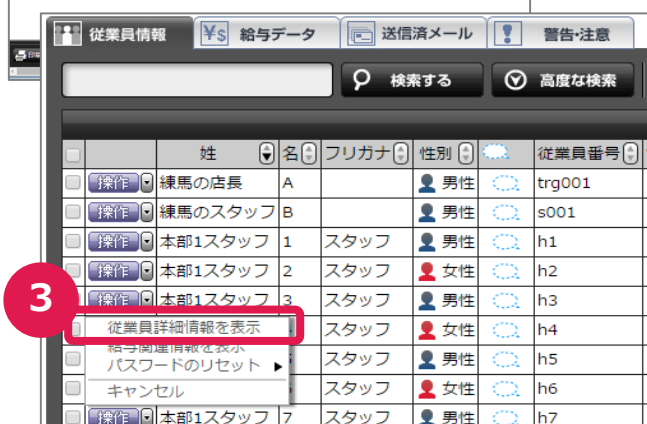 従業員情報 ¥$ 給与データ 送信済メール 警告・注意
検索する 高度な検索
姓 名 フリガナ 性別 従業員番号
操作 練馬の店長 A 男性 trg001
操作 練馬のスタッフ B 男性 s001
操作 本部1スタッフ 1 スタッフ 男性 h1
操作 本部1スタッフ 2 スタッフ 女性 h2
操作 本部1スタッフ 3 スタッフ 男性 h3
3
従業員詳細情報を表示 スタッフ 女性 h4
給与関連情報を表示
パスワードのリセット スタッフ 男性 h5
キャンセル スタッフ 女性 h6
操作 本部1スタッフ 7 スタッフ 男性 h7